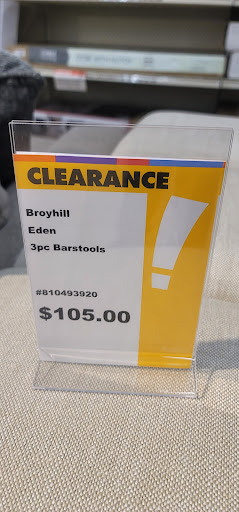 CLEARANCE
Broyhill
Eden
3pc Barstools
#810493920
$105.00